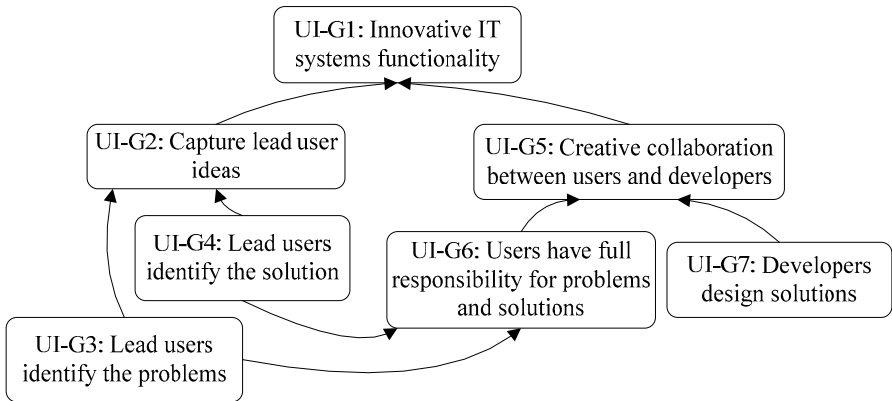 UI-G1: Innovative IT
systems functionality
UI-G2: Capture lead user
ideas
UI-G5: Creative collaboration
between users and developers
UI-G4: Lead users
identify the solution
UI-G6: Users have full
responsibility for problems
and solutions
UI-G7: Developers
design solutions
UI-G3: Lead users
identify the problems